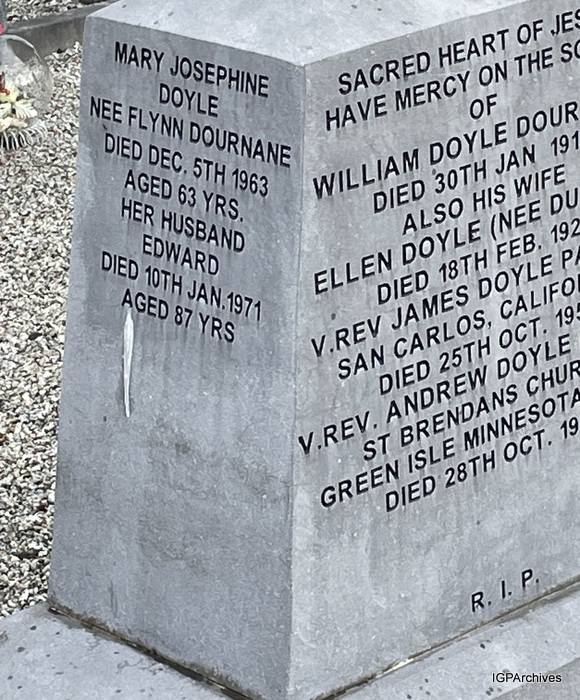 MARY JOSEPHINE
DOYLE
NEE FLYNN DOURNANE
DIED DEC. 5TH 1963
AGED 63 YRS.
HER HUSBAND
EDWARD
DIED 10TH JAN.1971
AGED 87 YRS
SACRED HEART OF
HAVE MERCY ON THE
OF
WILLIAM DOYLE
DIED 30TH JAN
ALSO HIS WIFE
ELLEN DOYLE (NEE
DIED 18TH FEB.
V.REV JAMES DOYLE
SAN CARLOS,
DIED 25TH OCT.
V.REV. ANDREW DOYLE
ST BRENDANS
GREEN ISLE MINNESOTA
DIED 28TH OCT.
R. I. P.
IGPArchives